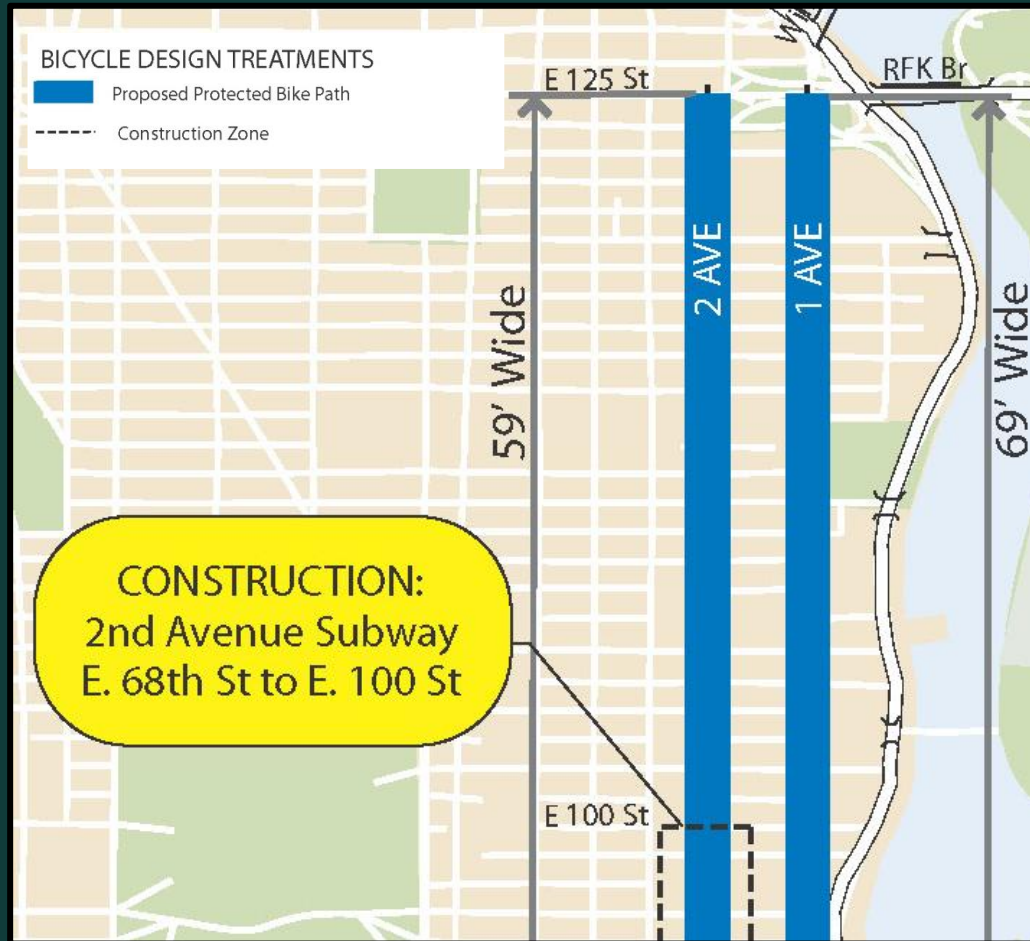 BICYCLE DESIGN TREATMENTS
Proposed Protected Bike Path
Construction Zone
E 125 St
RFK Br
2 AVE
1 AVE
59' Wide
69' Wide
CONSTRUCTION:
2nd Avenue Subway
E. 68th St to E. 100 St
E 100 St